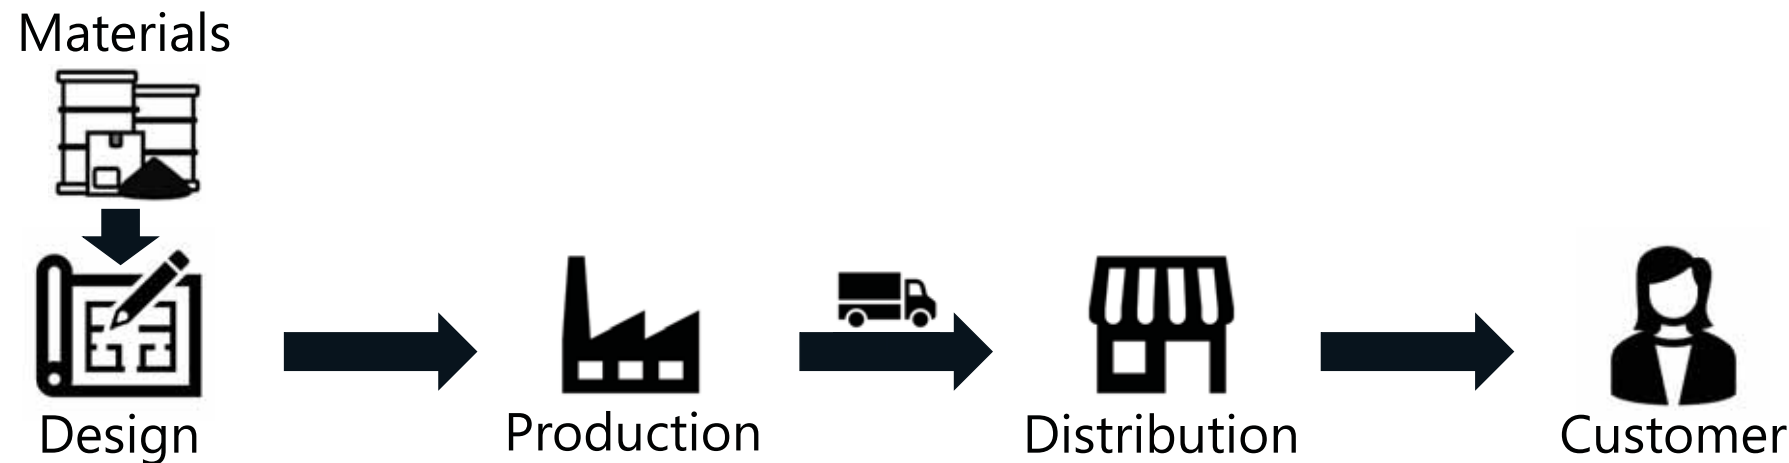 Materials
Design
Production
Distribution
Customer